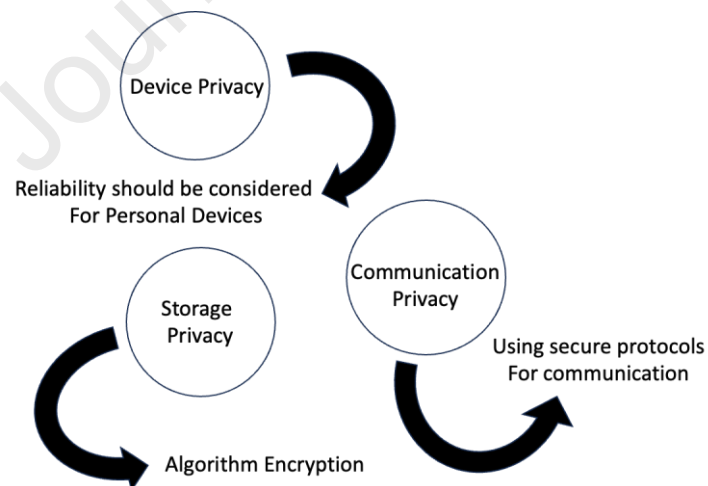 Jour
Device Privacy
Reliability should be considered
For Personal Devices
Communication
Privacy
Storage
Privacy
Using secure protocols
For communication
Algorithm Encryption